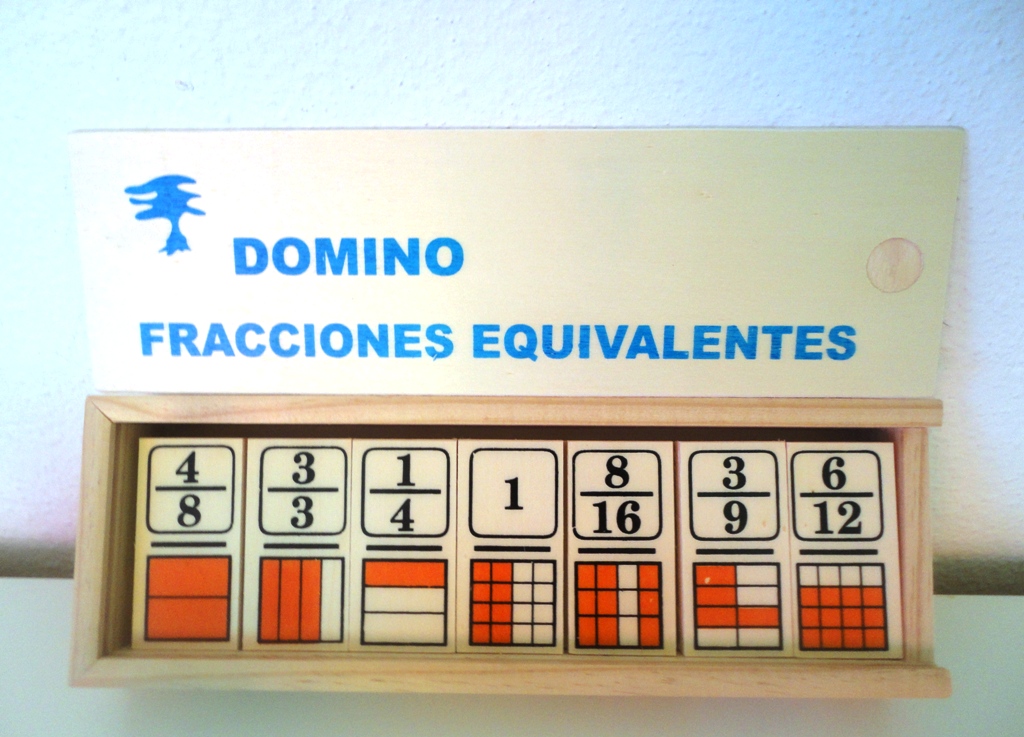 DOMINO
FRACCIONES EQUIVALENTES
4/8 3/3 1/4 1 8/16 3/9 6/12